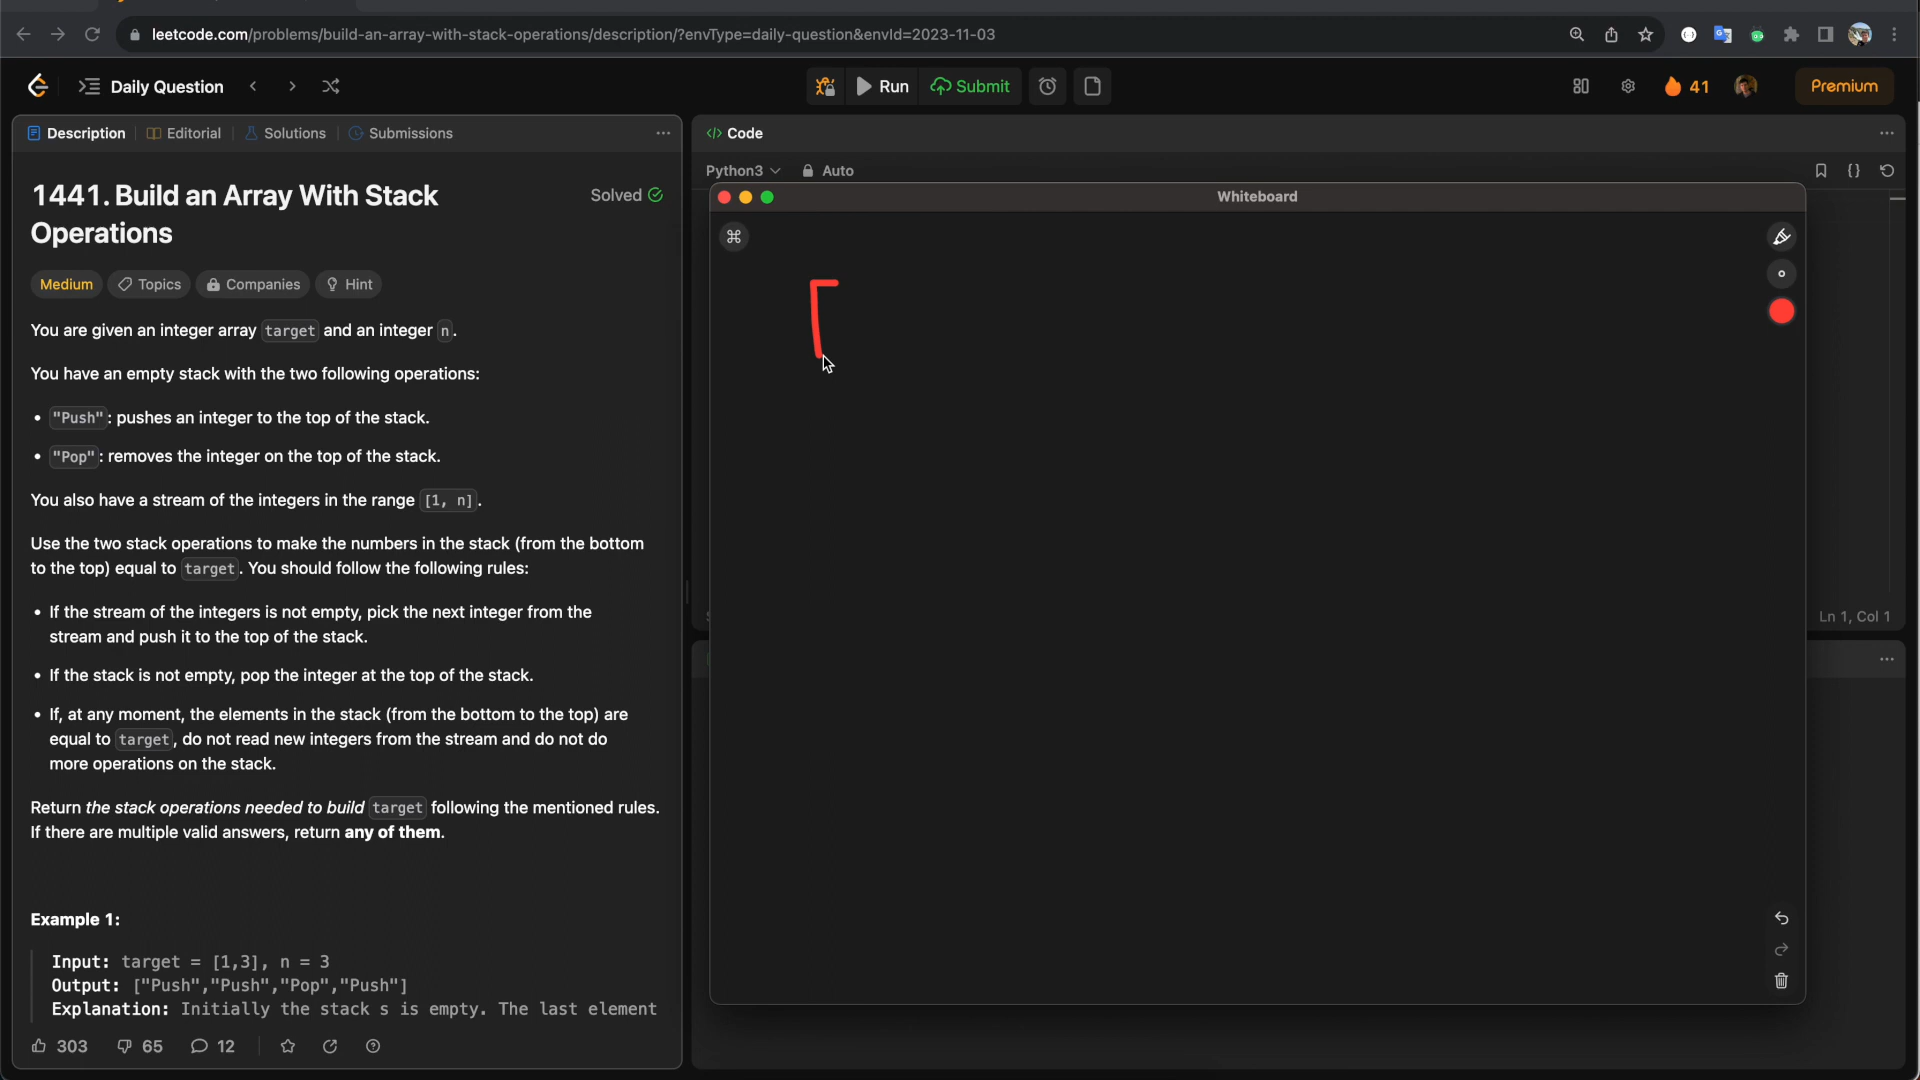 leetcode.com/problems/build-an-array-with-stack-operations/description/?envType=daily-question&envId=2023-11-03
Daily Question
Run
Submit
41
Premium
Description
Editorial
Solutions
Submissions
1441. Build an Array With Stack
Operations
Solved
Medium
Topics
Companies
Hint
You are given an integer array target and an integer n.
You have an empty stack with the two following operations:
• "Push": pushes an integer to the top of the stack.
• "Pop": removes the integer on the top of the stack.
You also have a stream of the integers in the range [1, n].
Use the two stack operations to make the numbers in the stack (from the bottom
to the top) equal to target. You should follow the following rules:
• If the stream of the integers is not empty, pick the next integer from the
stream and push it to the top of the stack.
• If the stack is not empty, pop the integer at the top of the stack.
• If, at any moment, the elements in the stack (from the bottom to the top) are
equal to target, do not read new integers from the stream and do not do
more operations on the stack.
Return the stack operations needed to build target following the mentioned rules.
If there are multiple valid answers, return any of them.
Example 1:
Input: target = [1,3], n = 3
Output: ["Push","Push","Pop","Push"]
Explanation: Initially the stack s is empty. The last element
303
65
12
</> Code
Python3
Auto
Whiteboard
Ln 1, Col 1